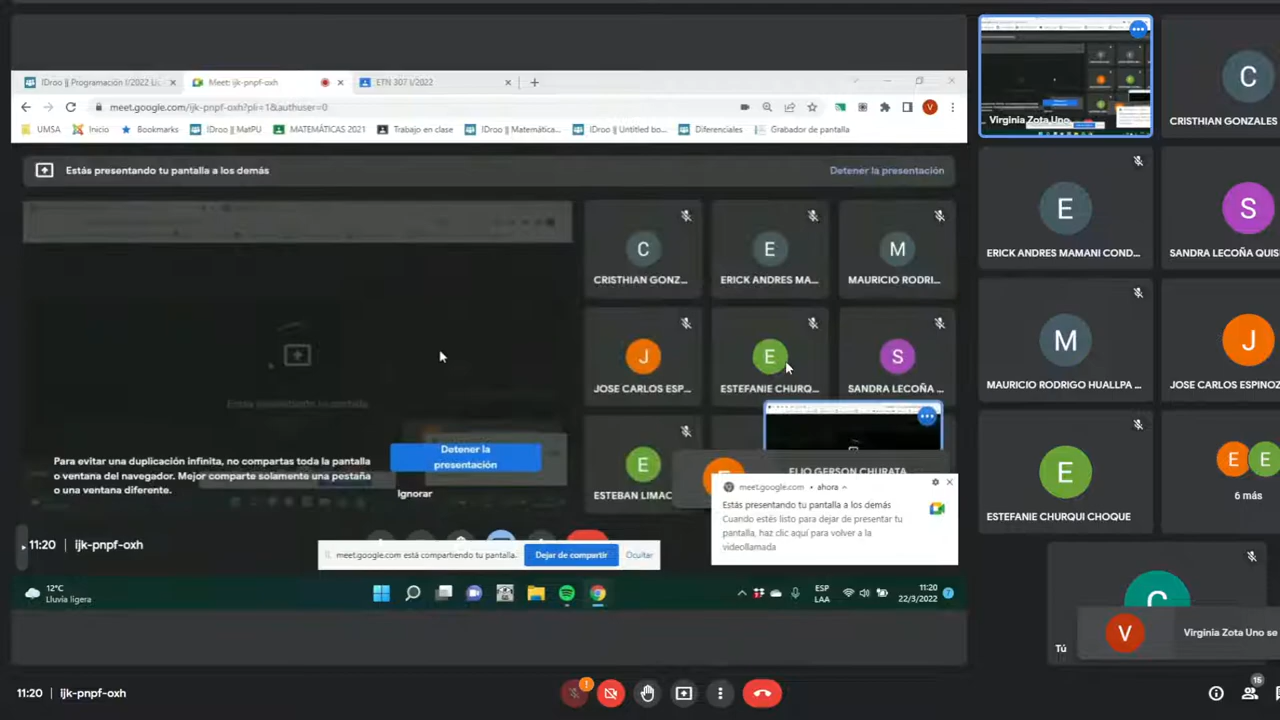 IDroo || Programación I/2022 Li...
Meet: ijk-pnpf-oxh
ETN 307 I/2022
meet.google.com/ijk-pnpf-oxh?pli=1&authuser=0
V
UMSA
Inicio
Bookmarks
IDroo || MatPU
MATEMÁTICAS 2021
Trabajo en clase
IDroo || Matemática...
IDroo || Untitled bo...
Diferenciales
Grabador de pantalla
Estás presentando tu pantalla a los demás
Detener la presentación
C
CRISTHIAN GONZ...
E
ERICK ANDRES MA...
M
MAURICIO RODRI...
J
JOSE CARLOS ESP...
E
ESTEFANIE CHURQ...
S
SANDRA LECOÑA ...
E
ESTEBAN LIMAC
ELIO GERSON CHURATA
Estás presentando tu pantalla
Para evitar una duplicación infinita, no compartas toda la pantalla
o ventana del navegador. Mejor comparte solamente una pestaña
o una ventana diferente.
Detener la
presentación
Ignorar
meet.google.com • ahora
Estás presentando tu pantalla a los demás
Cuando estés listo para dejar de presentar tu
pantalla, haz clic aquí para volver a la
videollamada
11:20 | ijk-pnpf-oxh
meet.google.com está compartiendo tu pantalla.
Dejar de compartir
Ocultar
12°C
Lluvia ligera
ESP
LAA
11:20
22/3/2022
7
Virginia Zota Uno
C
CRISTHIAN GONZALES
E
ERICK ANDRES MAMANI COND...
S
SANDRA LECOÑA QUIS
M
MAURICIO RODRIGO HUALLPA ...
J
JOSE CARLOS ESPINOZ
E
ESTEFANIE CHURQUI CHOQUE
E
E
6 más
Tú
V
Virginia Zota Uno se
11:20 | ijk-pnpf-oxh
15